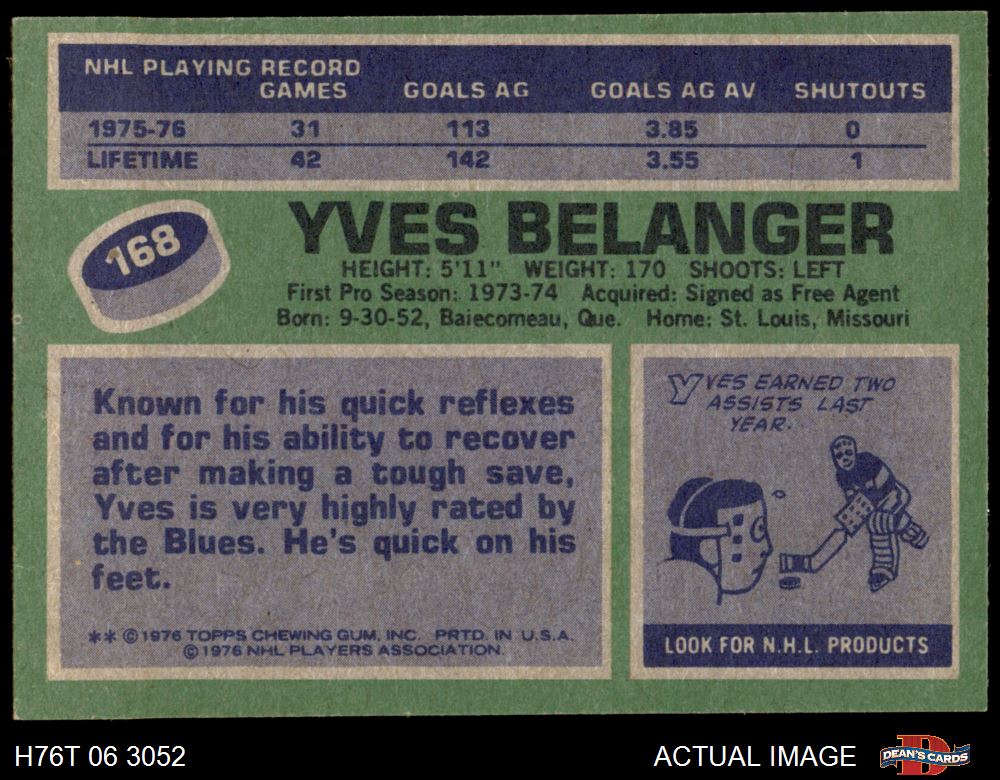 NHL PLAYING RECORD
GAMES GOALS AG GOALS AG AV SHUTOUTS
1975-76 31 113 3.85 0
LIFETIME 42 142 3.55 1
168
YVES BELANGER
HEIGHT: 5'11" WEIGHT: 170 SHOOTS: LEFT
First Pro Season: 1973-74 Acquired: Signed as Free Agent
Born: 9-30-52, Baiecomeau, Que. Home: St. Louis, Missouri
Known for his quick reflexes
and for his ability to recover
after making a tough save,
Yves is very highly rated by
the Blues. He's quick on his
feet.
** ©1976 TOPPS CHEWING GUM, INC. PRTD. IN U.S.A.
©1976 NHL PLAYERS ASSOCIATION.
YVES EARNED TWO
ASSISTS LAST
YEAR.
LOOK FOR N.H.L. PRODUCTS
H76T 06 3052
ACTUAL IMAGE
D
DEAN'S CARDS